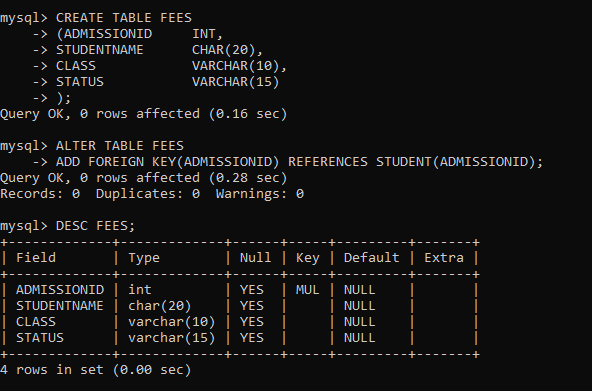 mysql> CREATE TABLE FEES
    -> (ADMISSIONID     INT,
    -> STUDENTNAME      CHAR(20),
    -> CLASS            VARCHAR(10),
    -> STATUS           VARCHAR(15)
    -> );
Query OK, 0 rows affected (0.16 sec)

mysql> ALTER TABLE FEES
    -> ADD FOREIGN KEY(ADMISSIONID) REFERENCES STUDENT(ADMISSIONID);
Query OK, 0 rows affected (0.28 sec)
Records: 0  Duplicates: 0  Warnings: 0

mysql> DESC FEES;
+-------------+-------------+------+-----+---------+-------+
| Field       | Type        | Null | Key | Default | Extra |
+-------------+-------------+------+-----+---------+-------+
| ADMISSIONID | int         | YES  | MUL | NULL    |       |
| STUDENTNAME | char(20)    | YES  |     | NULL    |       |
| CLASS       | varchar(10) | YES  |     | NULL    |       |
| STATUS      | varchar(15) | YES  |     | NULL    |       |
+-------------+-------------+------+-----+---------+-------+
4 rows in set (0.00 sec)